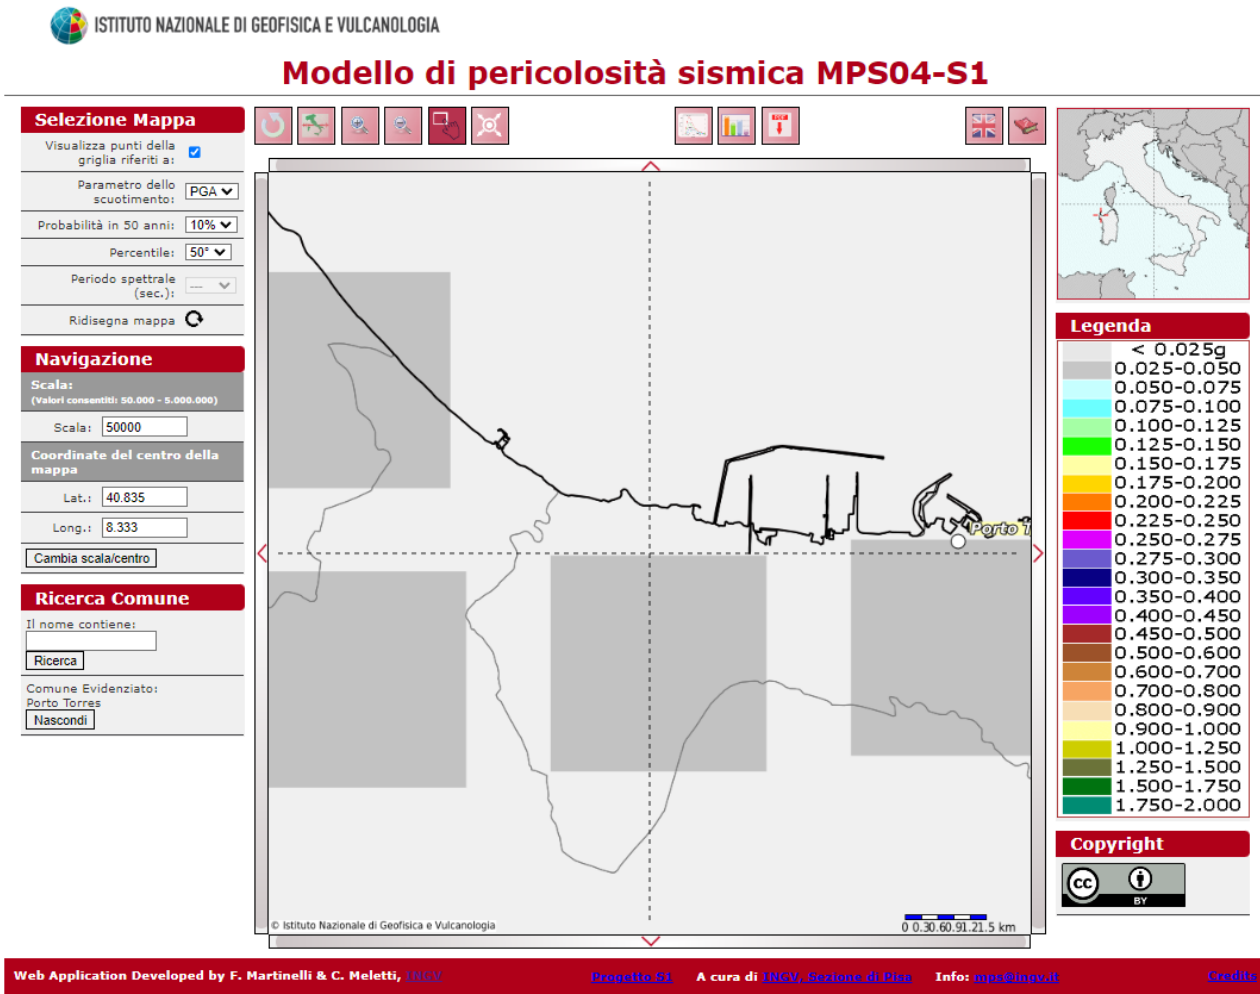 ISTITUTO NAZIONALE DI GEOFISICA E VULCANOLOGIA
Modello di pericolosità sismica MPS04-S1
Selezione Mappa
Visualizza punti della
griglia riferiti a:
Parametro dello
scuotimento:
PGA
Probabilità in 50 anni:
10%
Percentile:
50°
Periodo spettrale
(sec.):
---
Ridisegna mappa
Navigazione
Scala:
(Valori consentiti: 50.000 - 5.000.000)
Scala:
50000
Coordinate del centro della
mappa
Lat.:
40.835
Long.:
8.333
Cambia scala/centro
Ricerca Comune
Il nome contiene:
Ricerca
Comune Evidenziato:
Porto Torres
Nascondi
PDF
Porto T
© Istituto Nazionale di Geofisica e Vulcanologia
0 0.30.60.91.21.5 km
Legenda
< 0.025g
0.025-0.050
0.050-0.075
0.075-0.100
0.100-0.125
0.125-0.150
0.150-0.175
0.175-0.200
0.200-0.225
0.225-0.250
0.250-0.275
0.275-0.300
0.300-0.350
0.350-0.400
0.400-0.450
0.450-0.500
0.500-0.600
0.600-0.700
0.700-0.800
0.800-0.900
0.900-1.000
1.000-1.250
1.250-1.500
1.500-1.750
1.750-2.000
Copyright
cc
BY
Web Application Developed by F. Martinelli & C. Meletti, INGV
Progetto S1
A cura di INGV, Sezione di Pisa
Info: mps@ingv.it
Credits